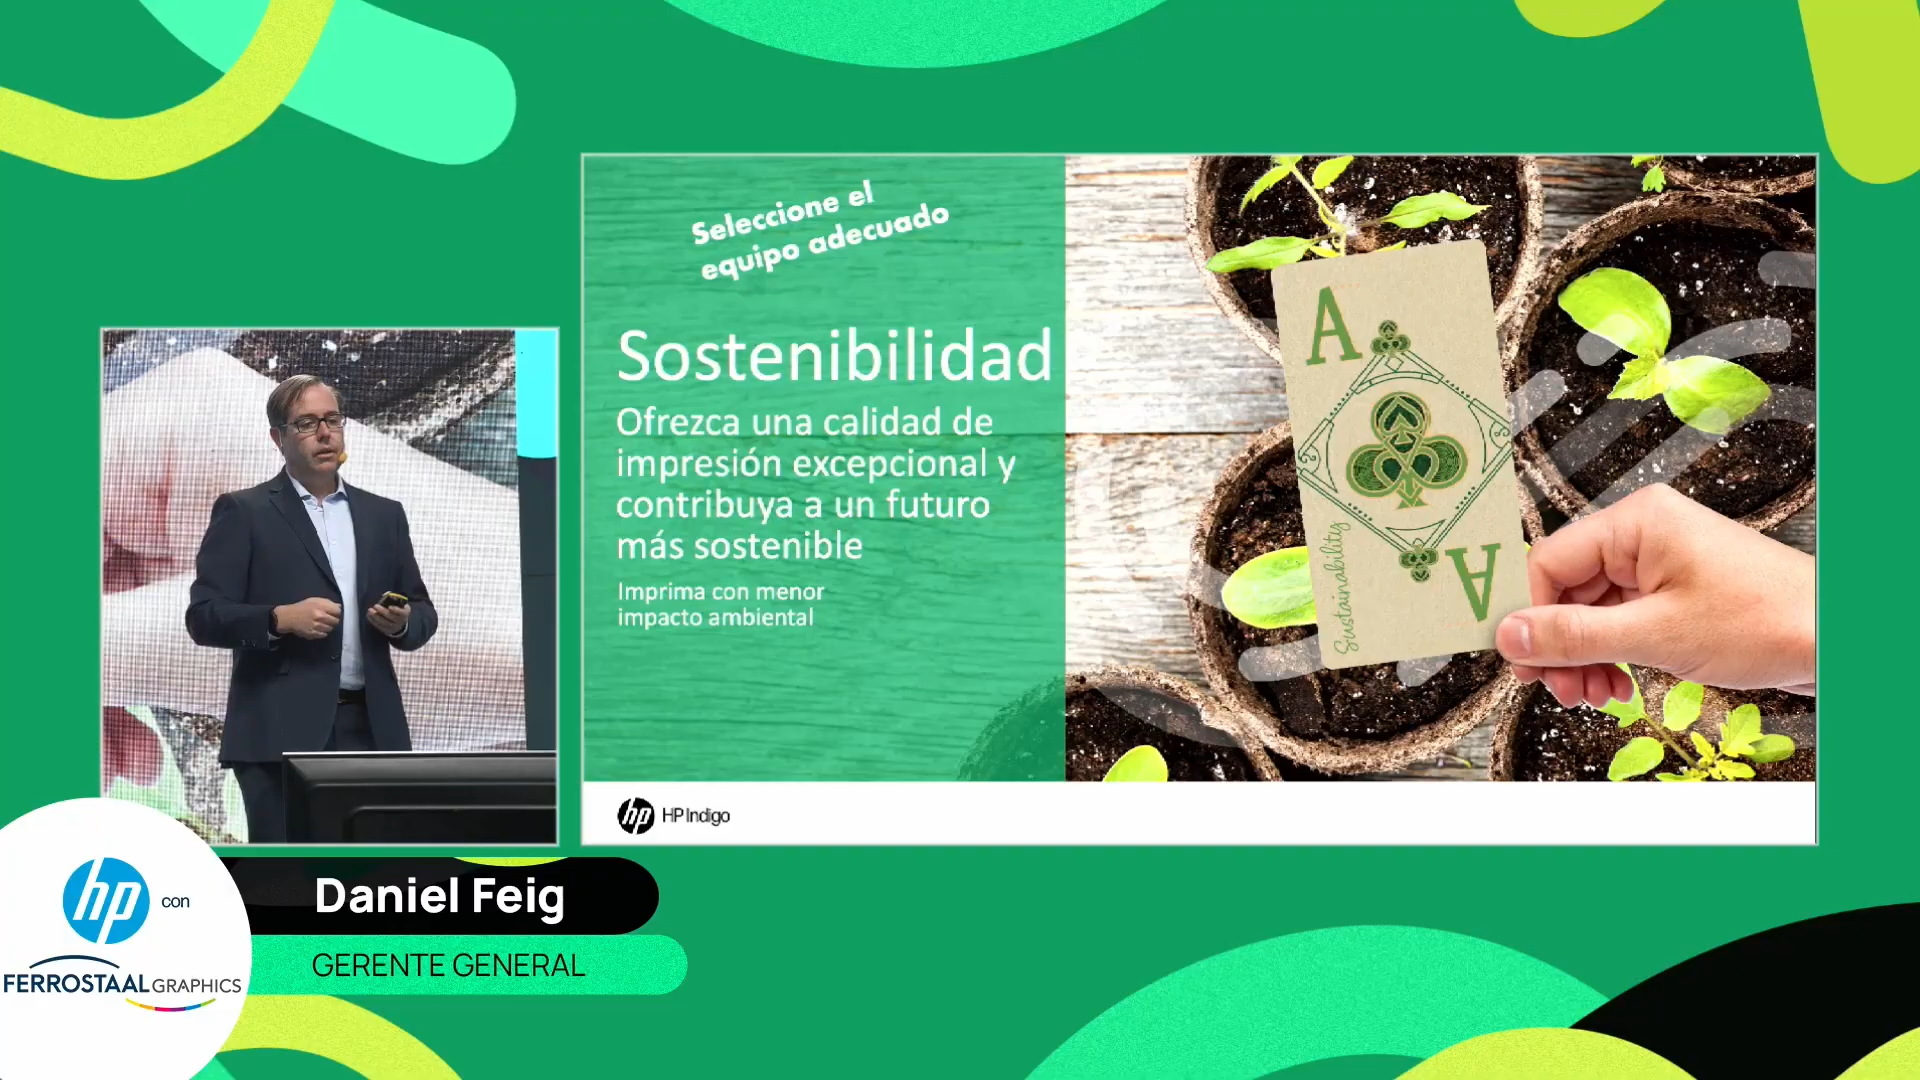 Seleccione el
equipo adecuado
Sostenibilidad
Ofrezca una calidad de
impresión excepcional y
contribuya a un futuro
más sostenible
Imprima con menor
impacto ambiental
A
Sustainability
A
hp HP Indigo
Daniel Feig
GERENTE GENERAL
hp con
FERROSTAAL GRAPHICS